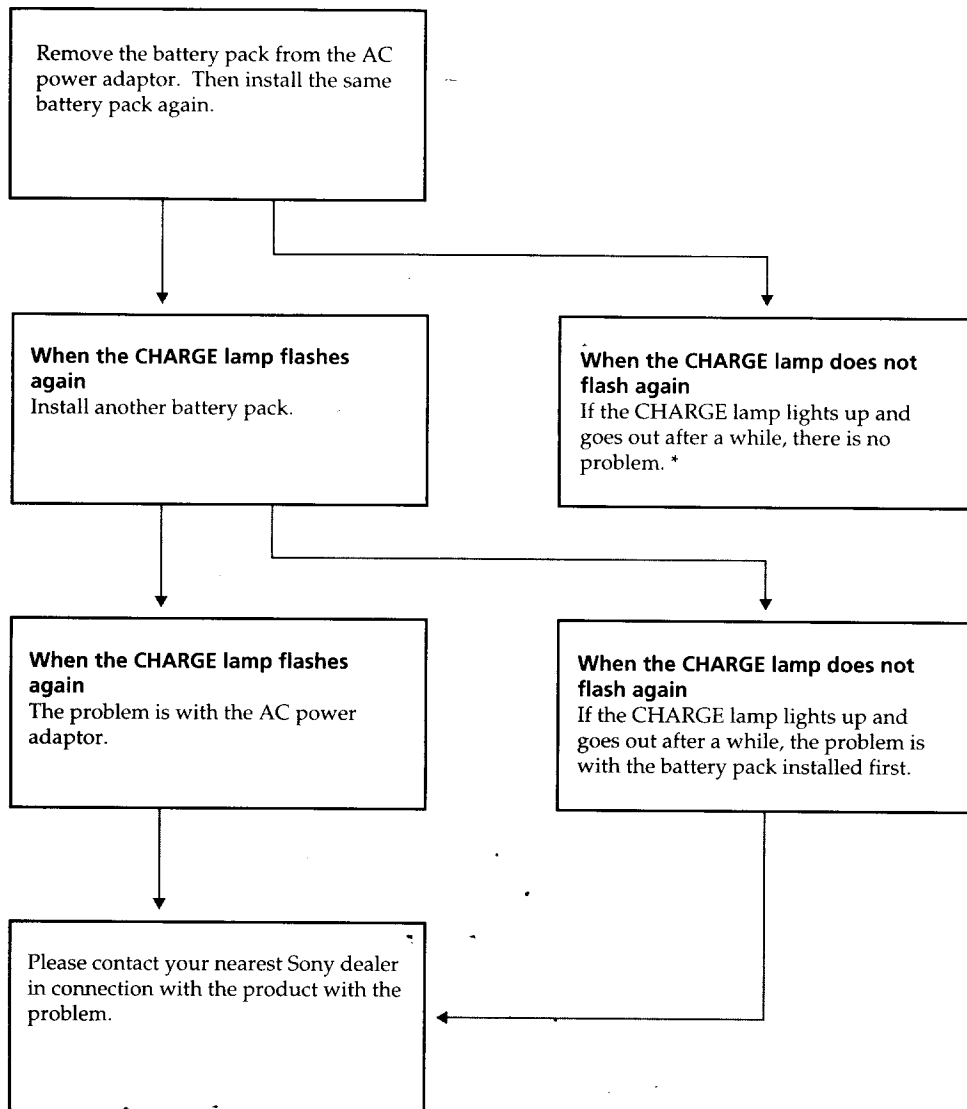 Remove the battery pack from the AC
power adaptor. Then install the same
battery pack again.
When the CHARGE lamp flashes
again
Install another battery pack.
When the CHARGE lamp does not
flash again
If the CHARGE lamp lights up and
goes out after a while, there is no
problem. *
When the CHARGE lamp flashes
again
The problem is with the AC power
adaptor.
When the CHARGE lamp does not
flash again
If the CHARGE lamp lights up and
goes out after a while, the problem is
with the battery pack installed first.
Please contact your nearest Sony dealer
in connection with the product with the
problem.